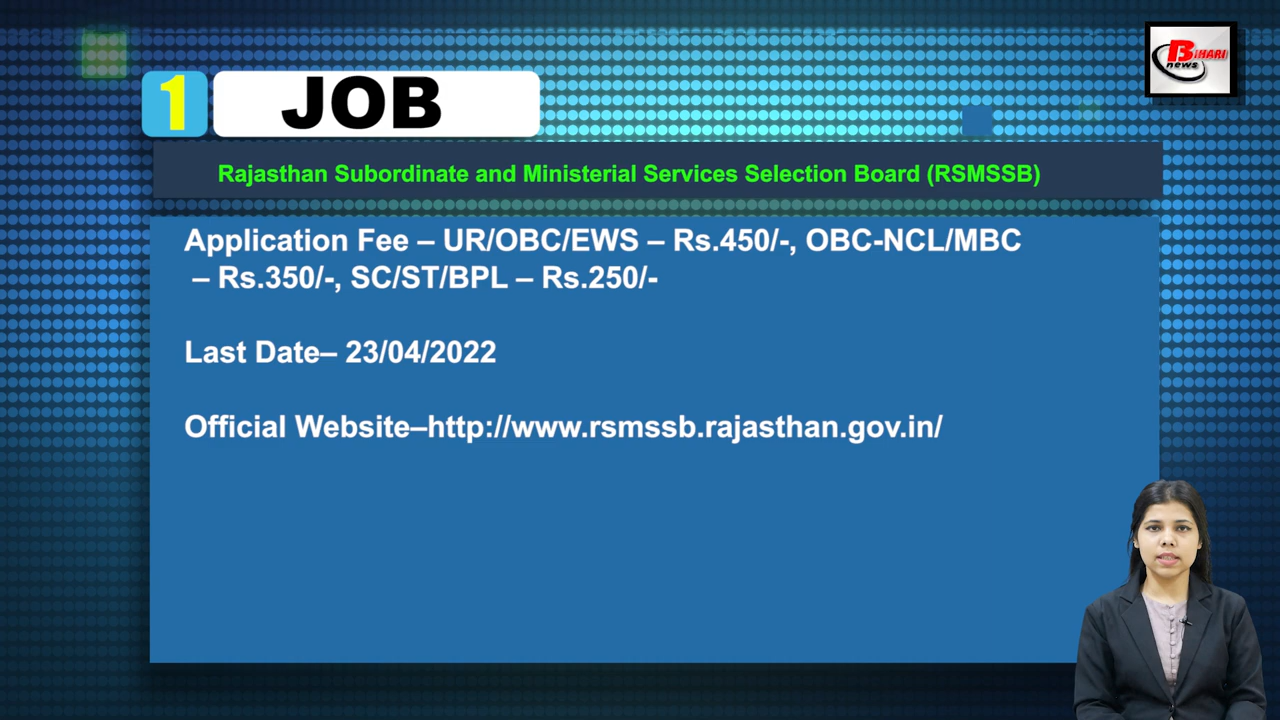 1 JOB
BIHARI
news
Rajasthan Subordinate and Ministerial Services Selection Board (RSMSSB)
Application Fee – UR/OBC/EWS – Rs.450/-, OBC-NCL/MBC
– Rs.350/-, SC/ST/BPL – Rs.250/-
Last Date– 23/04/2022
Official Website–http://www.rsmssb.rajasthan.gov.in/